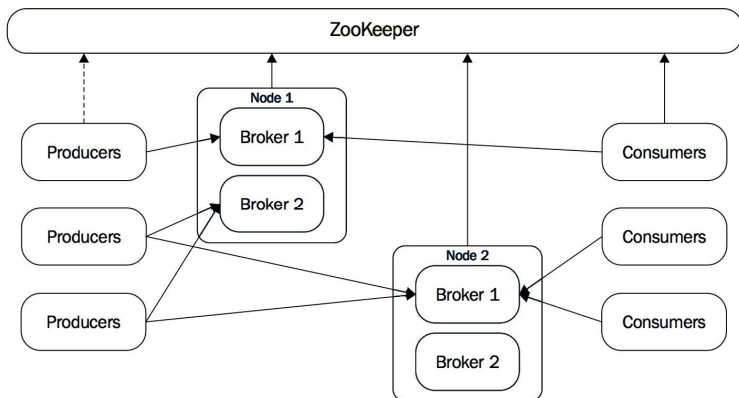 ZooKeeper
Node 1
Producers
Broker 1
Consumers
Broker 2
Producers
Consumers
Node 2
Broker 1
Producers
Consumers
Broker 2